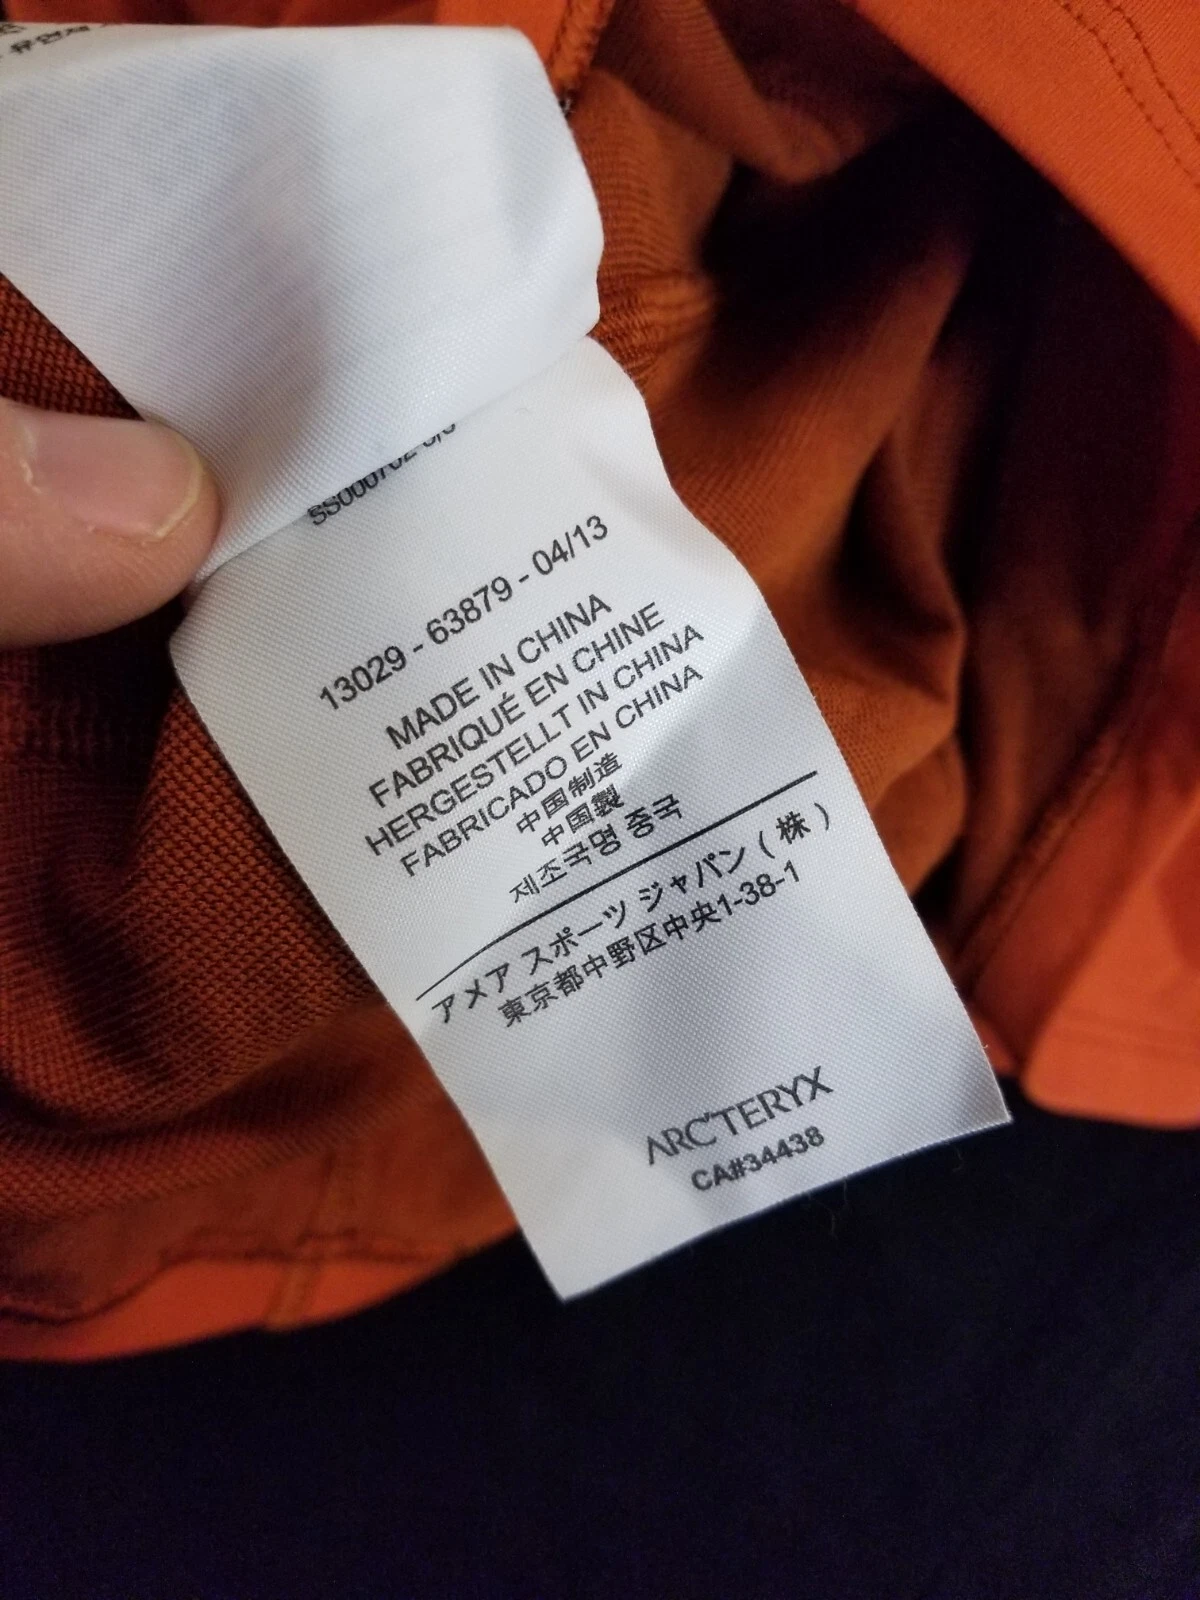 13029 - 63879 - 04/13
MADE IN CHINA
FABRIQUÉ EN CHINE
HERGESTELLT IN CHINA
FABRICADO EN CHINA
中国制造
中国製
제조국명 중국
アメア スポーツ ジャパン ( 株 )
東京都中野区中央1-38-1
ARC'TERYX
CA#34438